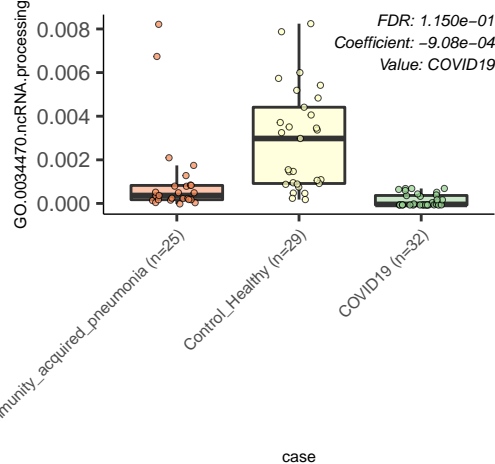 GO.0034470.ncRNA.processing
0.008
0.006
0.004
0.002
0.000
FDR: 1.150e−01
Coefficient: −9.08e−04
Value: COVID19
munity_acquired_pneumonia (n=25)
Control_Healthy (n=29)
COVID19 (n=32)
case